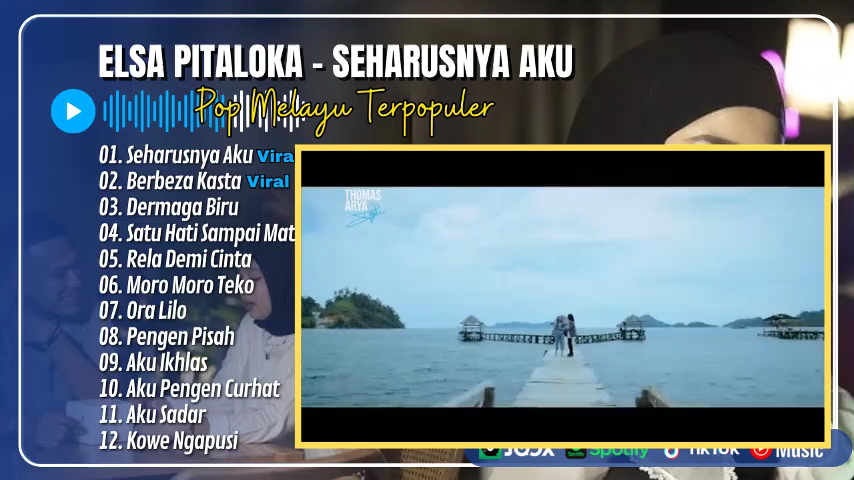 ELSA PITALOKA - SEHARUSNYA AKU
Pop Melayu Terpopuler
01. Seharusnya Aku Vira
02. Berbeza Kasta Viral
03. Dermaga Biru
04. Satu Hati Sampai Mat
05. Rela Demi Cinta
06. Moro Moro Teko
07. Ora Lilo
08. Pengen Pisah
09. Aku Ikhlas
10. Aku Pengen Curhat
11. Aku Sadar
12. Kowe Ngapusi
THOMAS
ARYA
JOOX Spotify Spotify TikTok Music